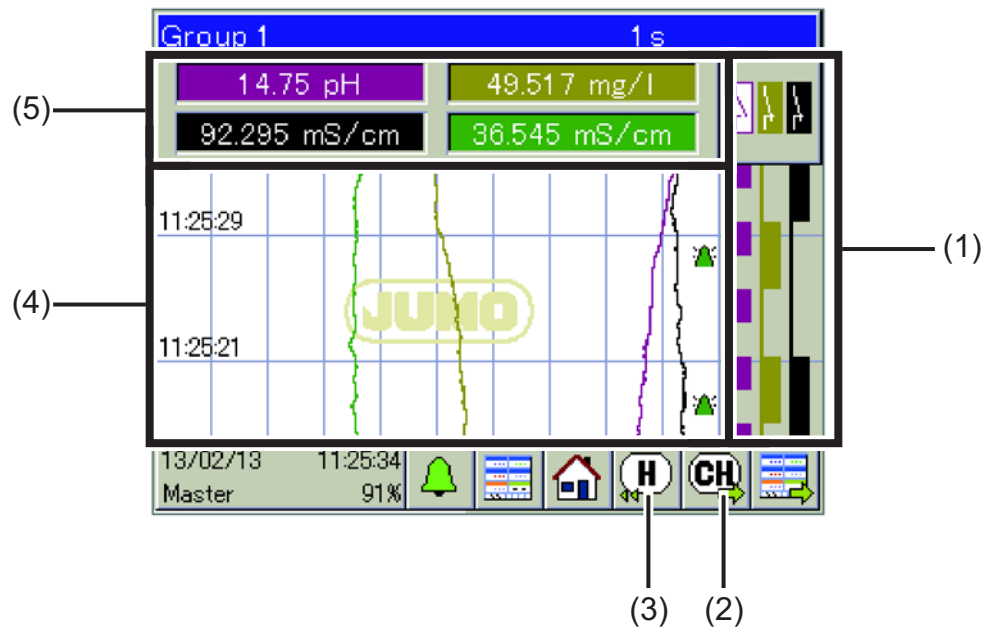 Group 1 1 s
14.75 pH 49.517 mg/l
(5)
92.295 mS/cm 36.545 mS/cm
11:25:29
(1)
(4)
JUMO
11:25:21
13/02/13 11:25:34
H CH
Master 91%
(3) (2)